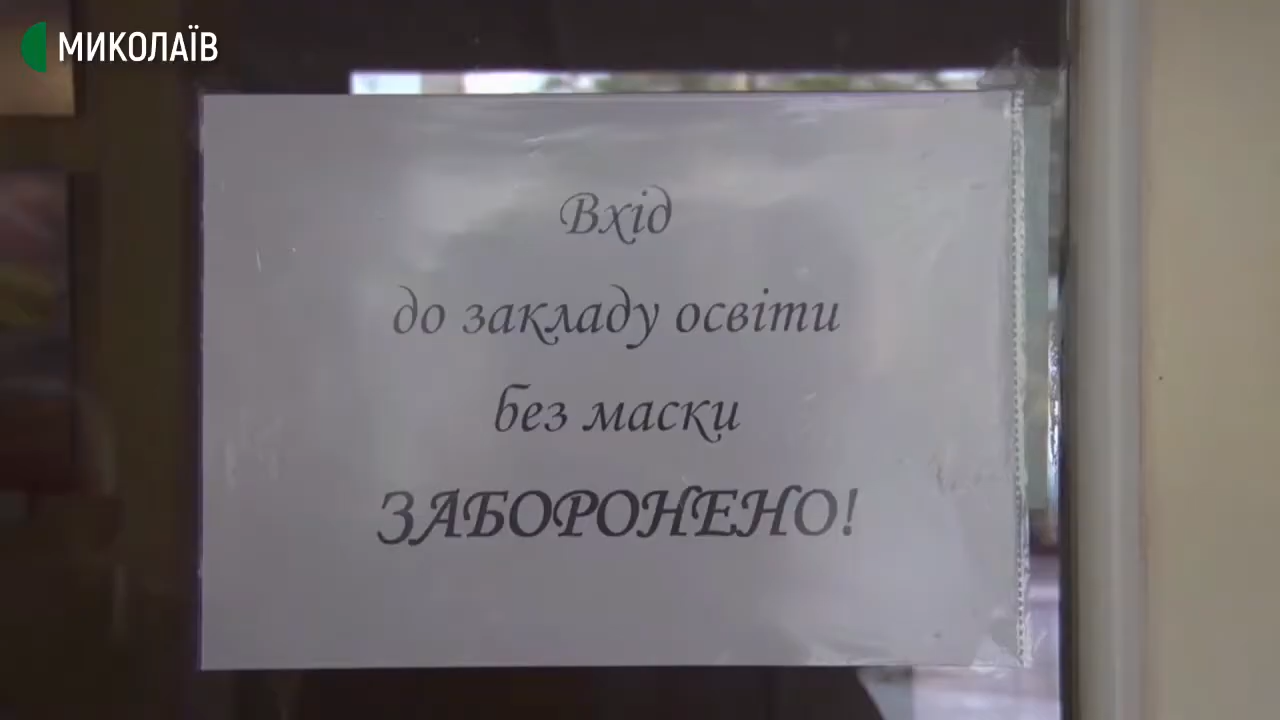 МИКОЛАЇВ
Вхід
до закладу освіти
без маски
ЗАБОРОНЕНО!